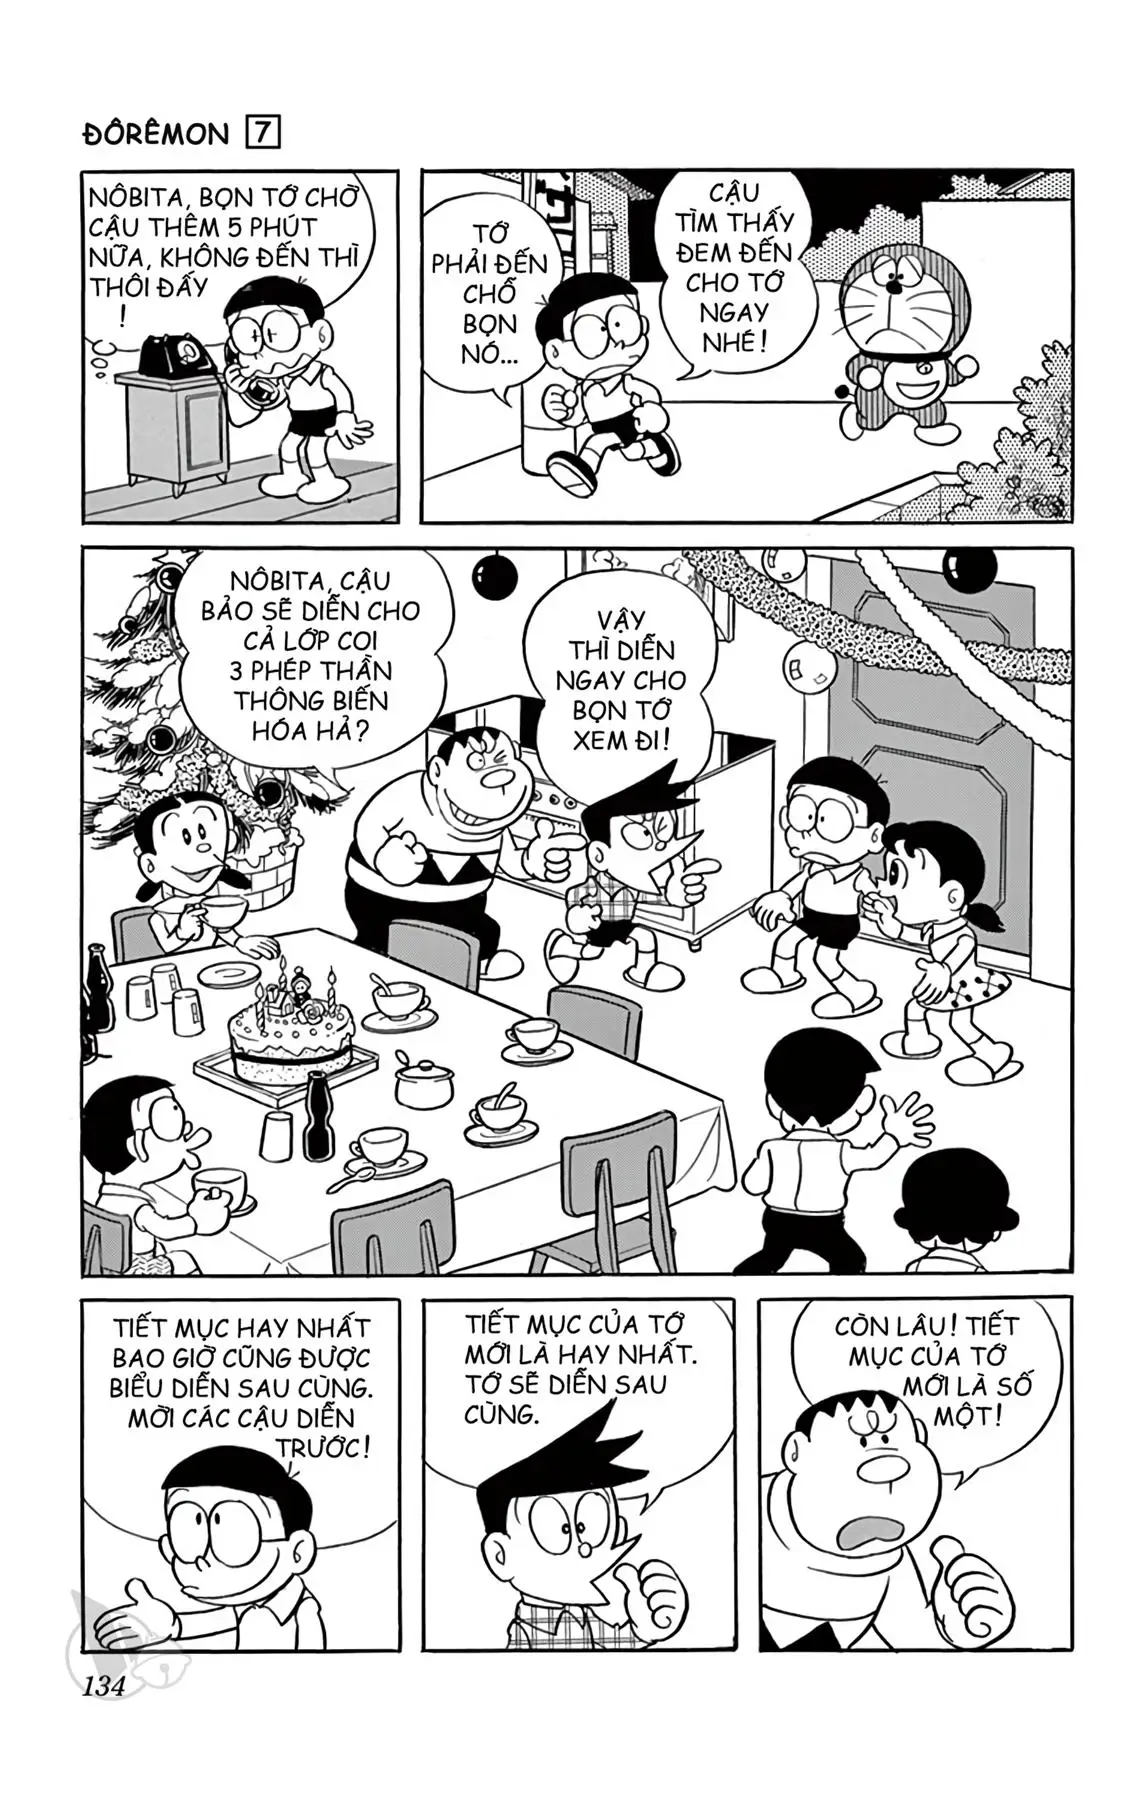 ĐÔRÊMON 7
NÔBITA, BỌN TỚ CHỜ
CẬU THÊM 5 PHÚT
NỮA, KHÔNG ĐẾN THÌ
THÔI ĐẤY
!
TỚ
PHẢI ĐẾN
CHỖ
BỌN
NÓ...
CẬU
TÌM THẤY
ĐEM ĐẾN
CHO TỚ
NGAY
NHÉ!
NÔBITA, CẬU
BẢO SẼ DIỄN CHO
CẢ LỚP COI
3 PHÉP THẦN
THÔNG BIẾN
HÓA HẢ?
VẬY
THÌ DIỄN
NGAY CHO
BỌN TỚ
XEM ĐI!
TIẾT MỤC HAY NHẤT
BAO GIỜ CŨNG ĐƯỢC
BIỂU DIỄN SAU CÙNG.
MỜI CÁC CẬU DIỄN
TRƯỚC!
TIẾT MỤC CỦA TỚ
MỚI LÀ HAY NHẤT.
TỚ SẼ DIỄN SAU
CÙNG.
CÒN LÂU! TIẾT
MỤC CỦA TỚ
MỚI LÀ SỐ
MỘT!
134